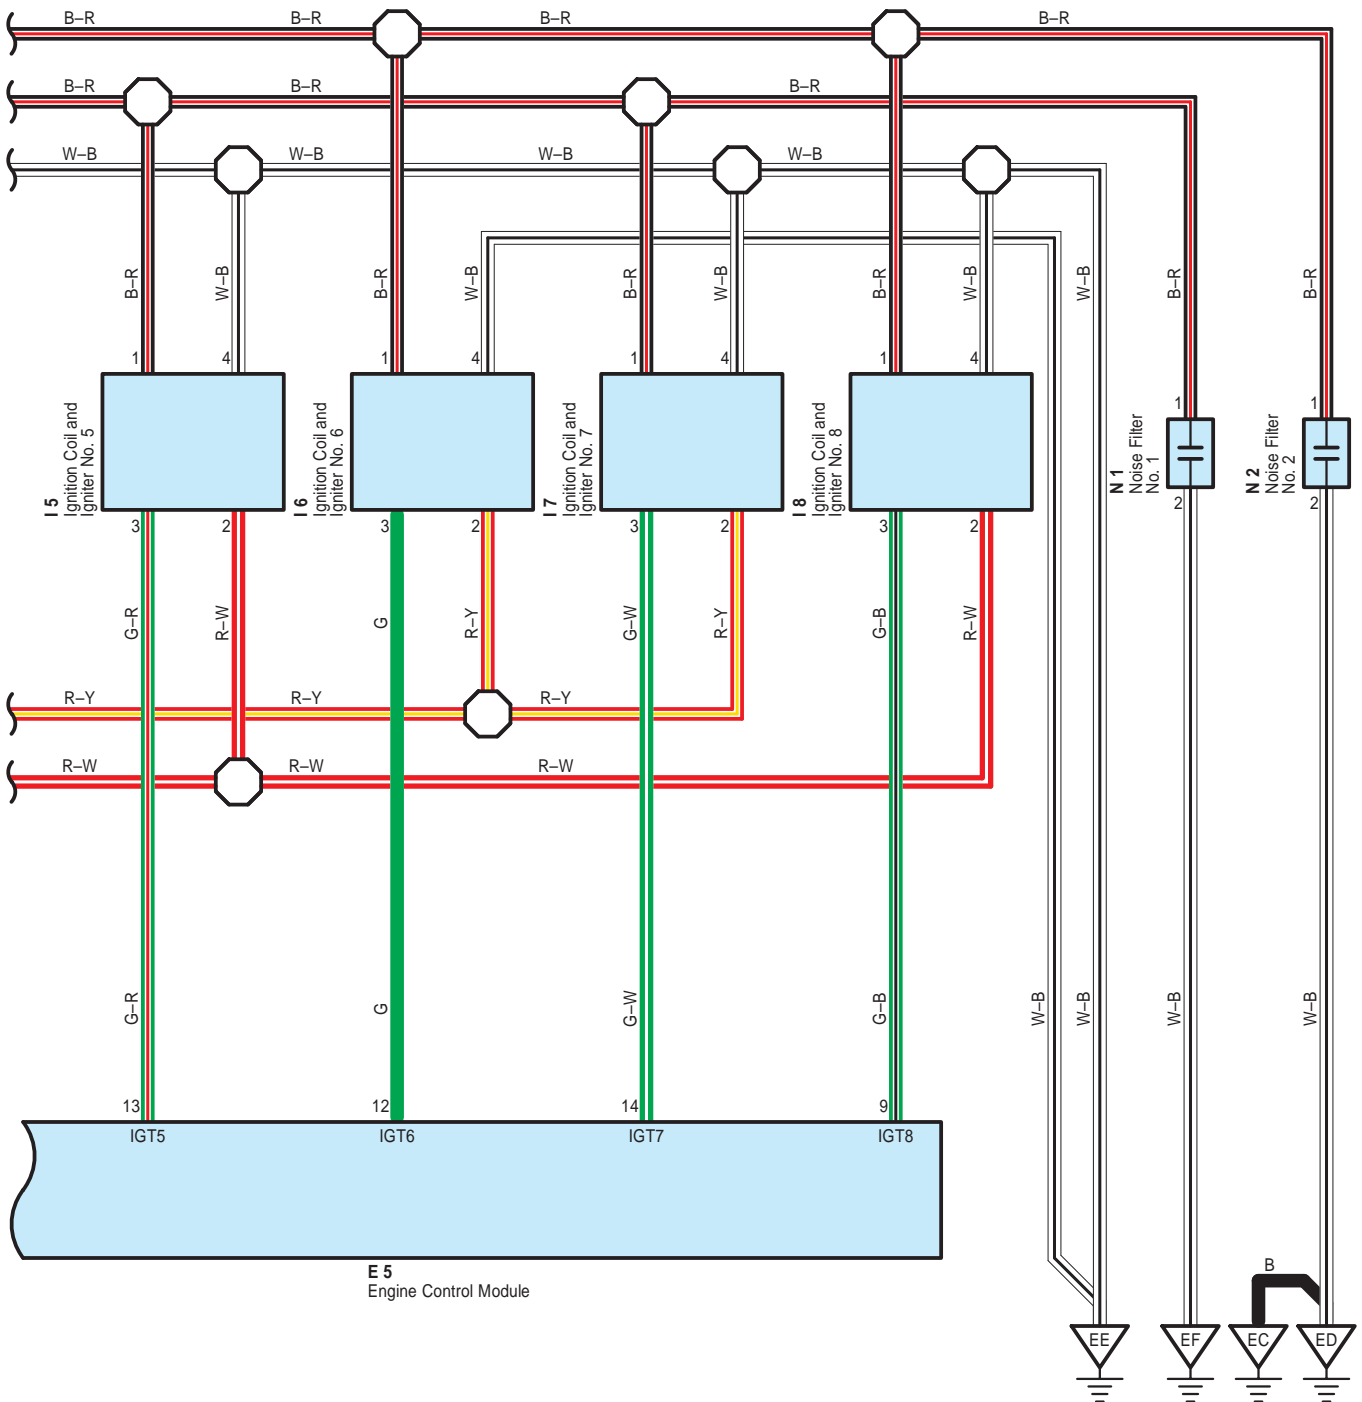 B–R B–R B–R B–R
B–R B–R B–R
W–B W–B W–B W–B
B–R W–B B–R W–B B–R W–B B–R W–B W–B B–R B–R
1 4 1 4 1 4 1 4
1 1
I 5
Ignition Coil and
Igniter No. 5
I 6
Ignition Coil and
Igniter No. 6
I 7
Ignition Coil and
Igniter No. 7
I 8
Ignition Coil and
Igniter No. 8
N 1
Noise Filter
No. 1
N 2
Noise Filter
No. 2
2 2
3 2 3 2 3 2 3 2
G–R R–W G R–Y G–W R–Y G–B R–W
R–Y R–Y R–Y
R–W R–W R–W
G–R G G–W G–B W–B W–B W–B W–B
13 12 14 9
IGT5 IGT6 IGT7 IGT8
E 5
Engine Control Module
B
EE EF EC ED